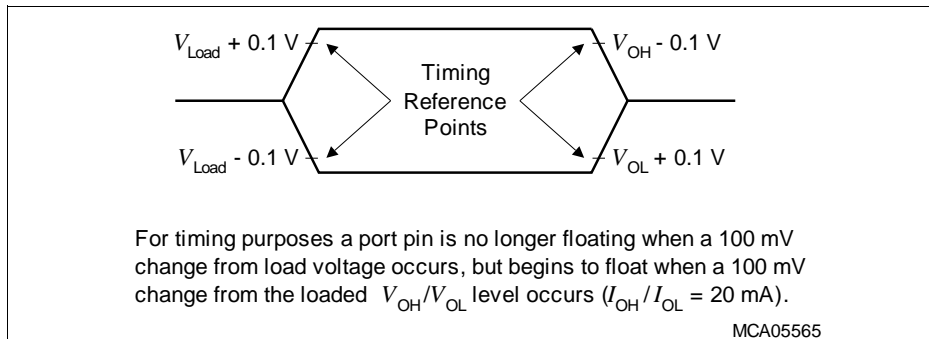 V_Load + 0.1 V
V_OH - 0.1 V
Timing
Reference
Points
V_Load - 0.1 V
V_OL + 0.1 V
For timing purposes a port pin is no longer floating when a 100 mV
change from load voltage occurs, but begins to float when a 100 mV
change from the loaded V_OH/V_OL level occurs (I_OH/I_OL = 20 mA).
MCA05565